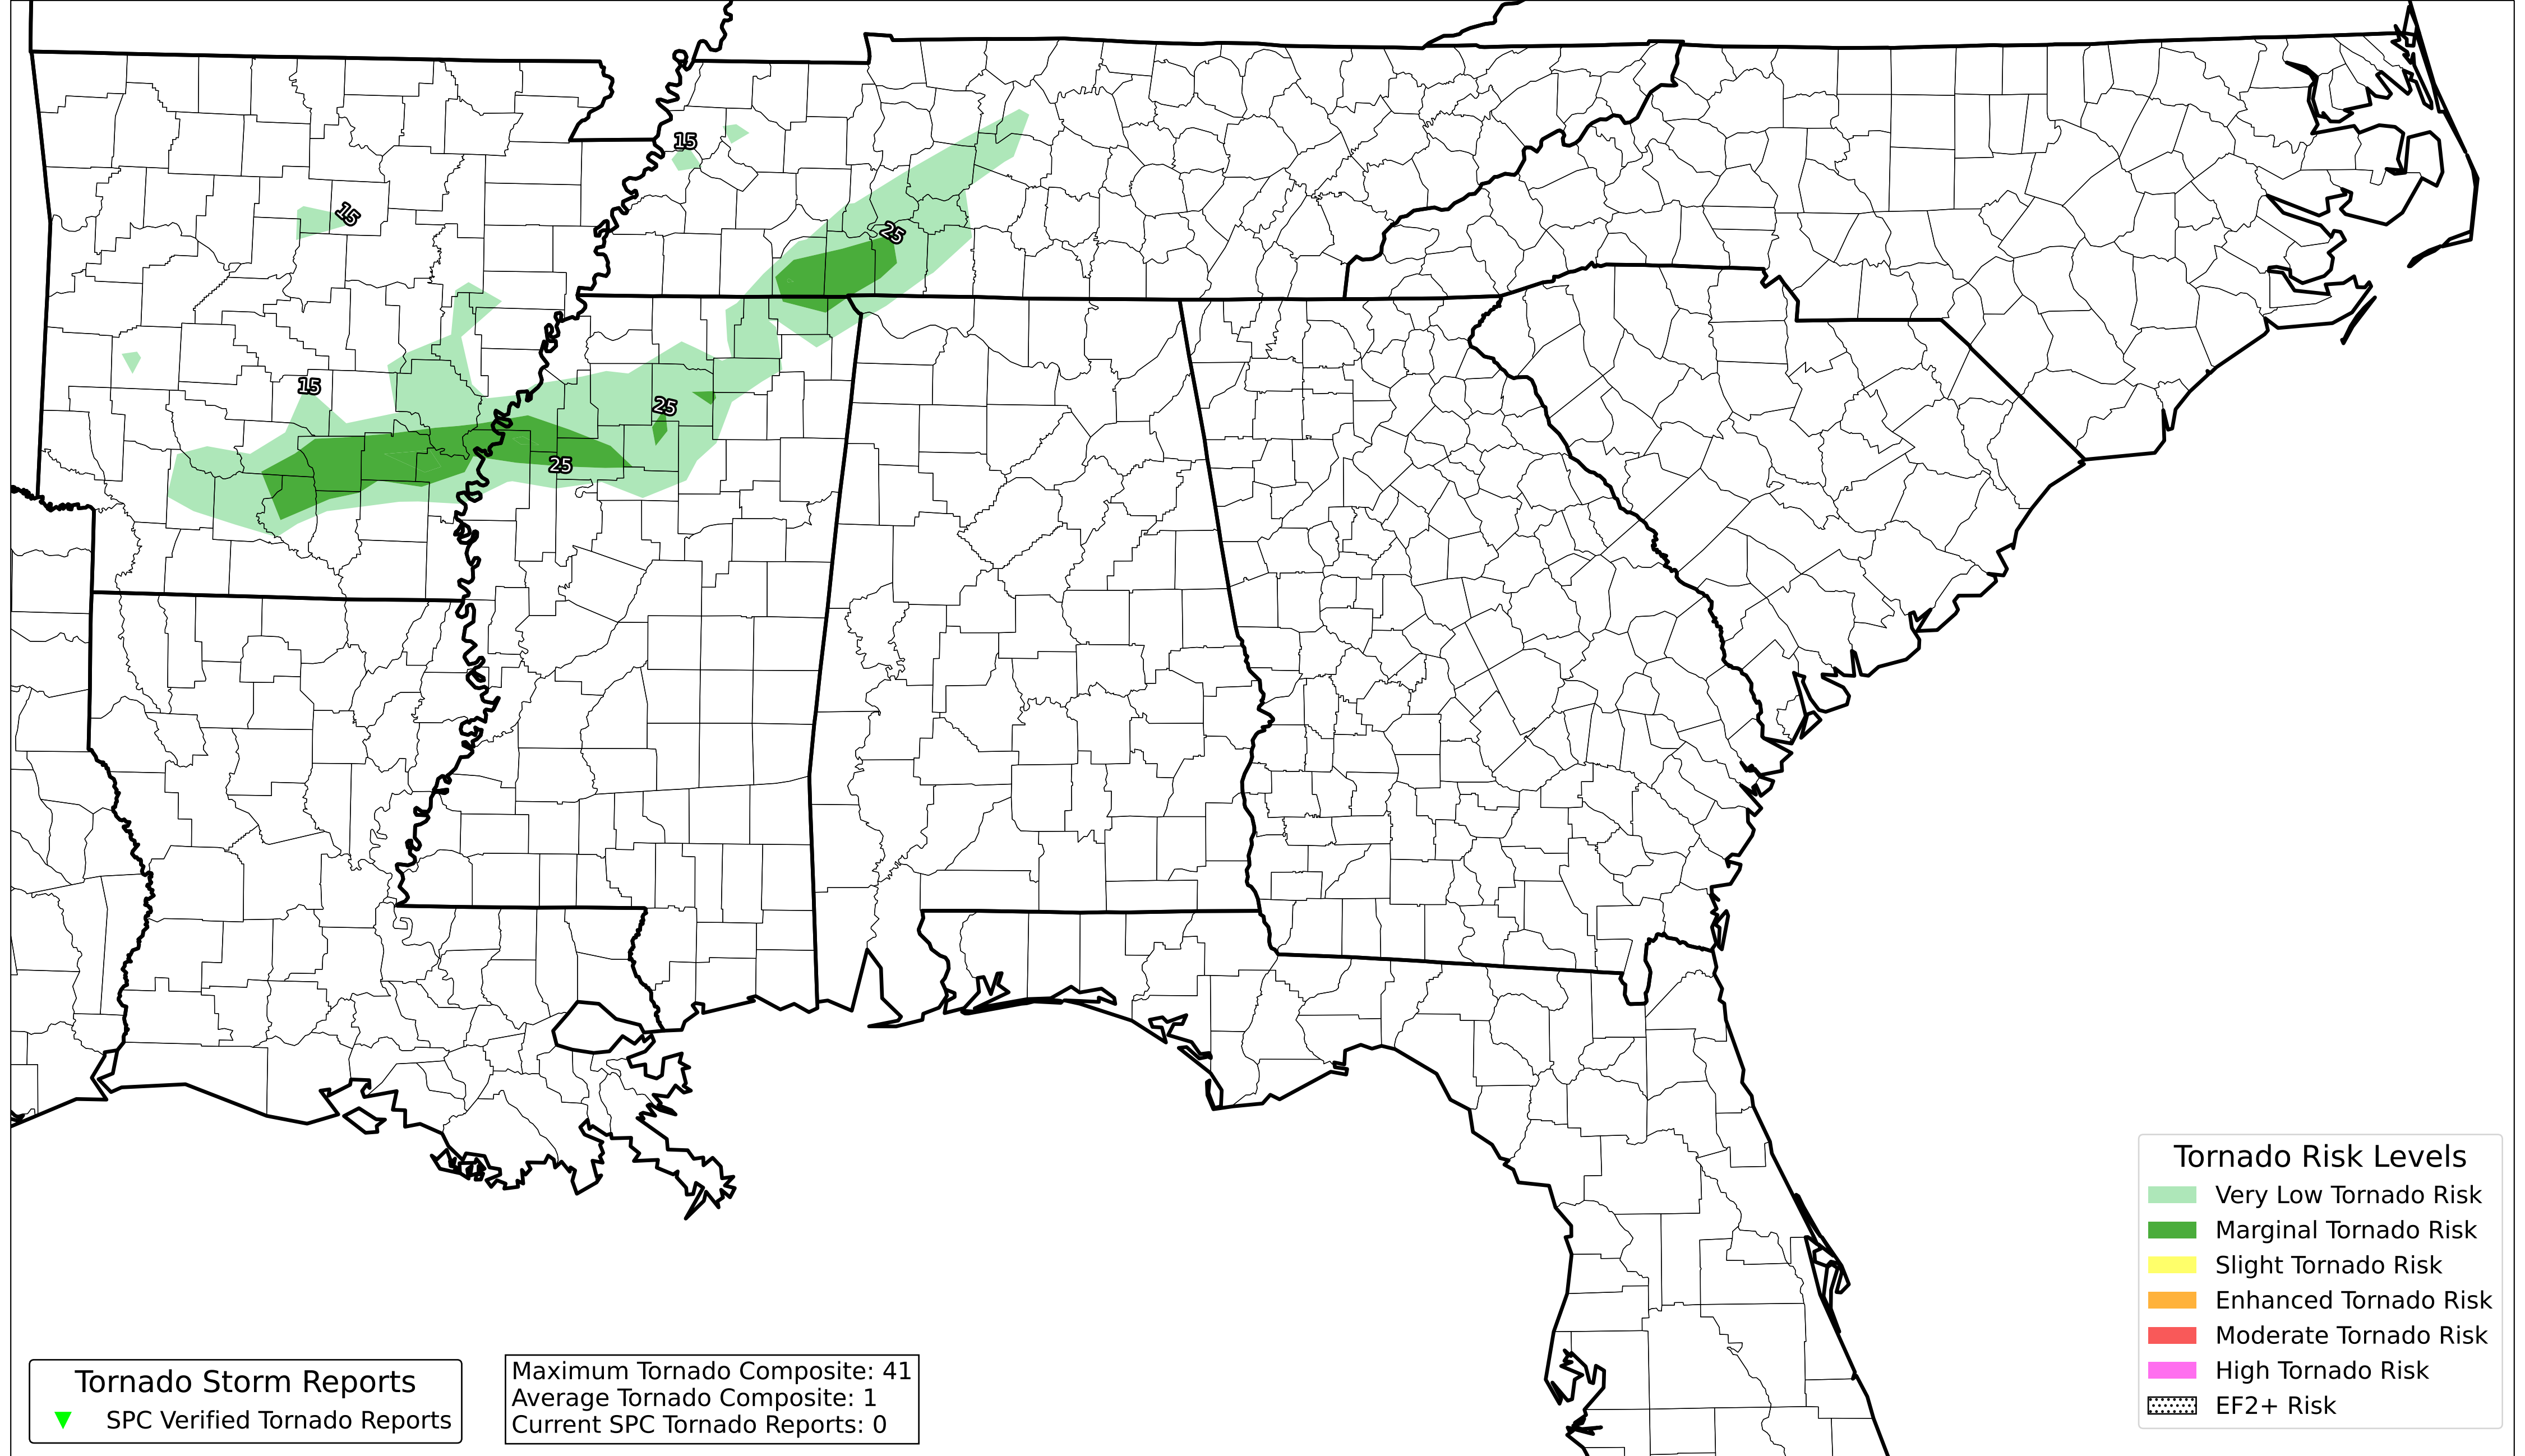 15
15
25
15
25
25
Tornado Risk Levels
Very Low Tornado Risk
Marginal Tornado Risk
Slight Tornado Risk
Enhanced Tornado Risk
Moderate Tornado Risk
High Tornado Risk
EF2+ Risk
Tornado Storm Reports
SPC Verified Tornado Reports
Maximum Tornado Composite: 41
Average Tornado Composite: 1
Current SPC Tornado Reports: 0